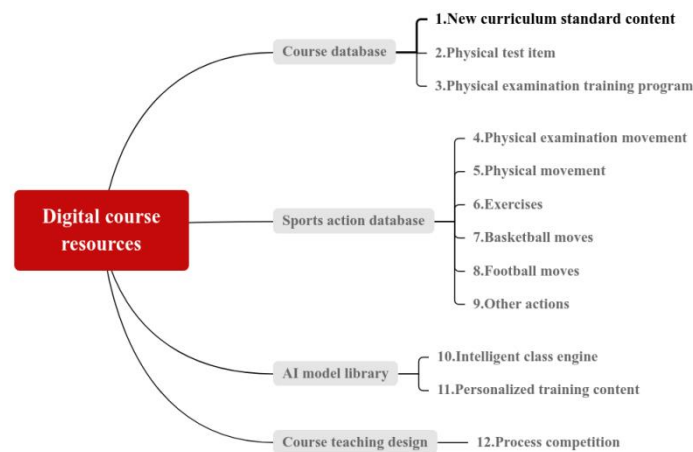 Digital course
resources
Course database
1.New curriculum standard content
2.Physical test item
3.Physical examination training program
Sports action database
4.Physical examination movement
5.Physical movement
6.Exercises
7.Basketball moves
8.Football moves
9.Other actions
AI model library
10.Intelligent class engine
11.Personalized training content
Course teaching design
12.Process competition